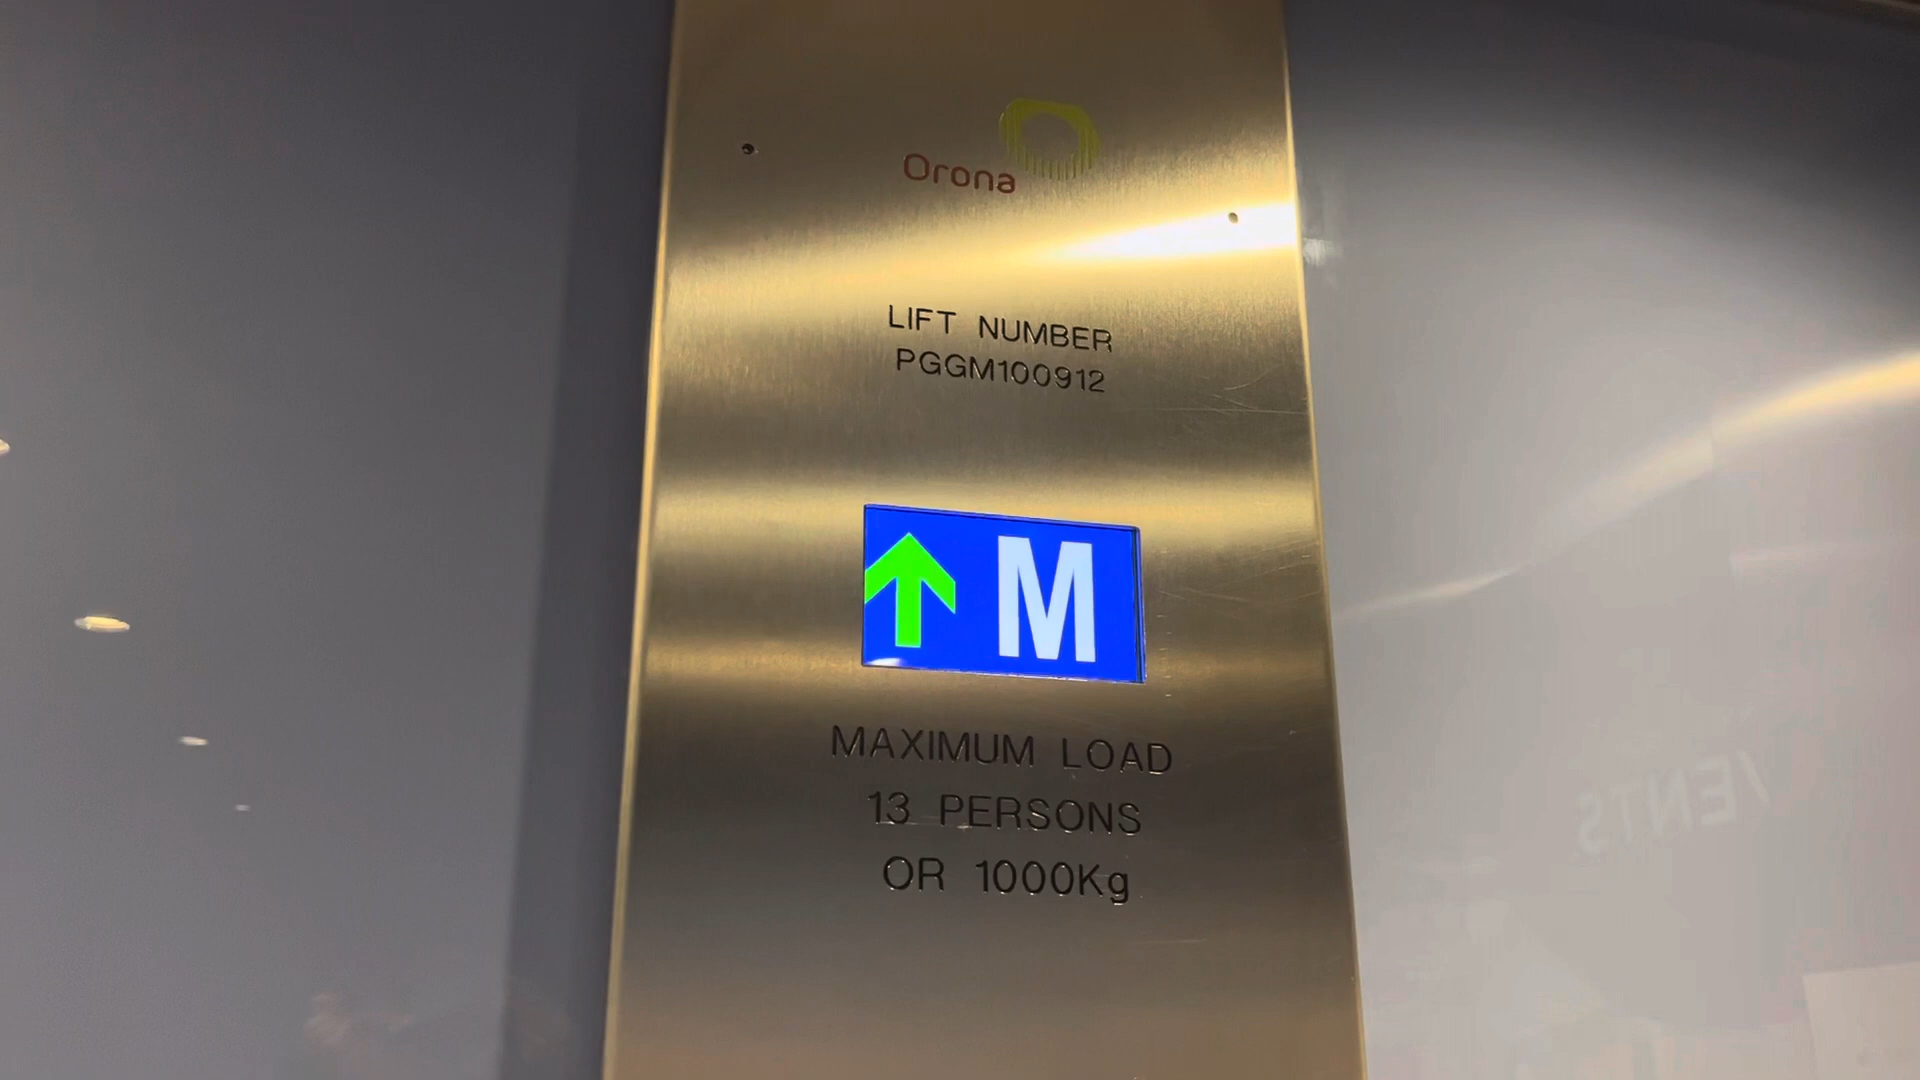 Orona
LIFT NUMBER
PGGM100912
M
MAXIMUM LOAD
13 PERSONS
OR 1000Kg